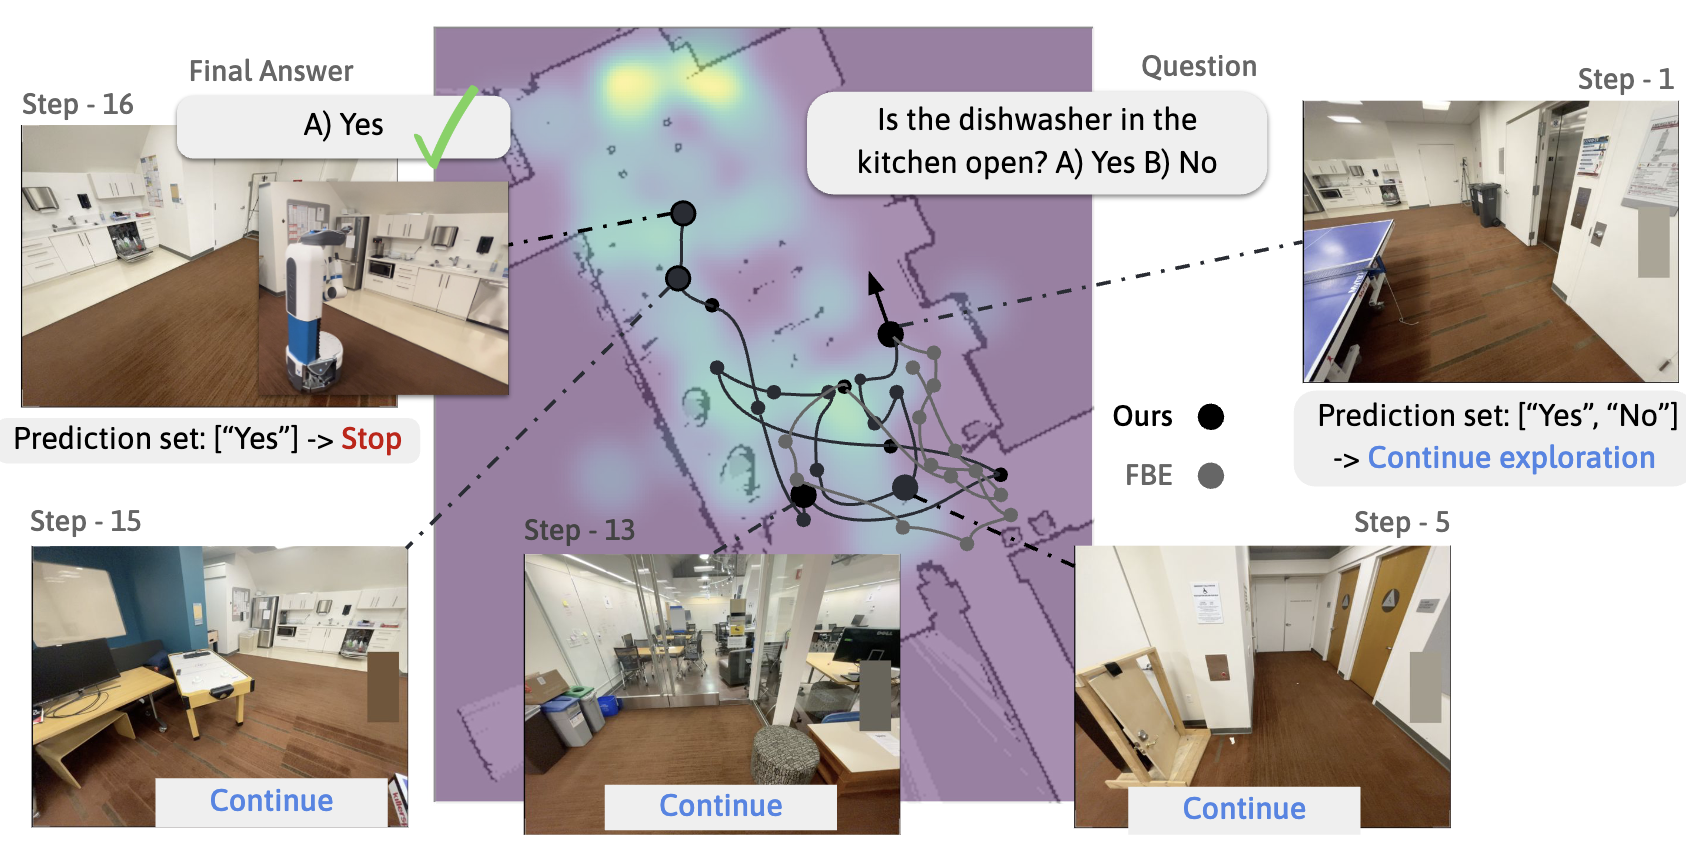 Final Answer
Step - 16
A) Yes
Question
Is the dishwasher in the
kitchen open? A) Yes B) No
Step - 1
Prediction set: ["Yes"] -> Stop
Ours
FBE
Prediction set: ["Yes", "No"]
-> Continue exploration
Step - 15
Continue
Step - 13
DELL
Continue
Step - 5
Continue